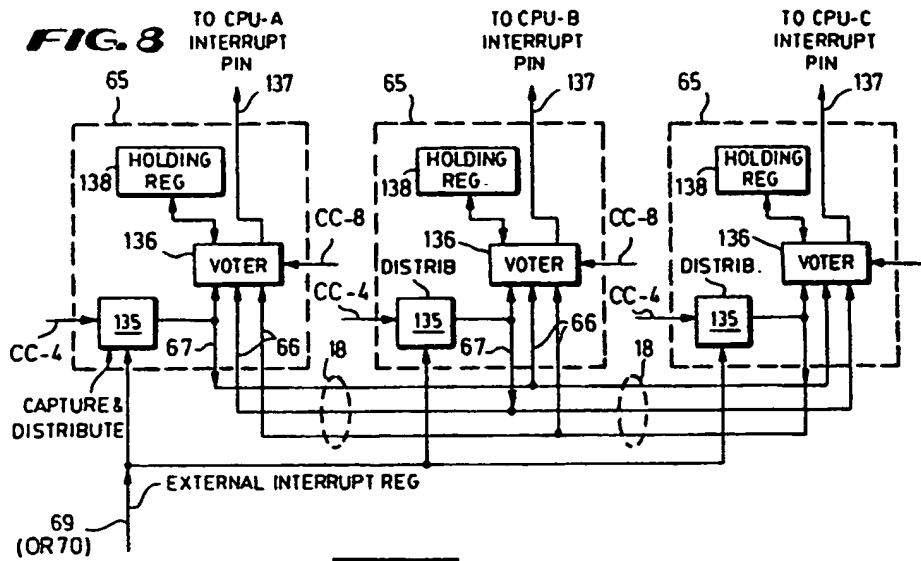 FIG. 8
TO CPU-A
INTERRUPT
PIN
TO CPU-B
INTERRUPT
PIN
TO CPU-C
INTERRUPT
PIN
65
137
65
137
65
137
HOLDING
REG
138
HOLDING
REG.
138
HOLDING
REG
138
CC-8
CC-8
136
VOTER
136
VOTER
136
VOTER
DISTRIB
DISTRIB.
CC-4
135
CC-4
135
CC-4
135
67
66
67
66
18
18
CAPTURE &
DISTRIBUTE
EXTERNAL INTERRUPT REG
69
(OR 70)